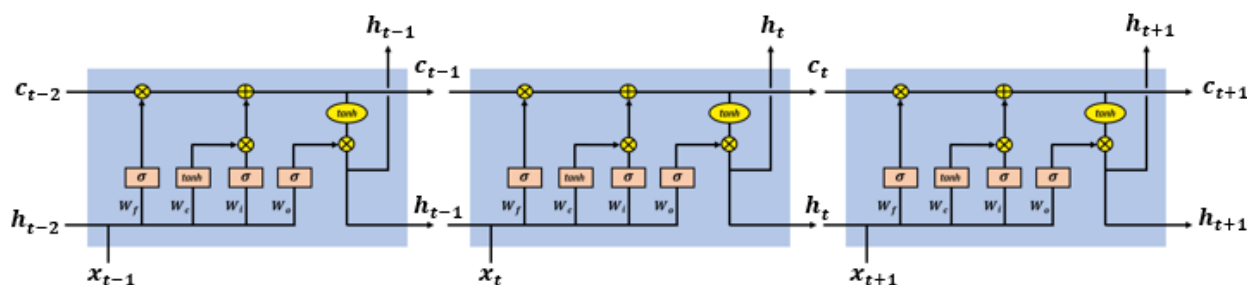 h_{t-1} h_t h_{t+1}
c_{t-2} c_{t-1} c_t c_{t+1}
tanh tanh tanh
σ tanh σ σ σ tanh σ σ σ tanh σ σ
W_f W_c W_i W_o W_f W_c W_i W_o W_f W_c W_i W_o
h_{t-2} h_{t-1} h_t h_{t+1}
x_{t-1} x_t x_{t+1}